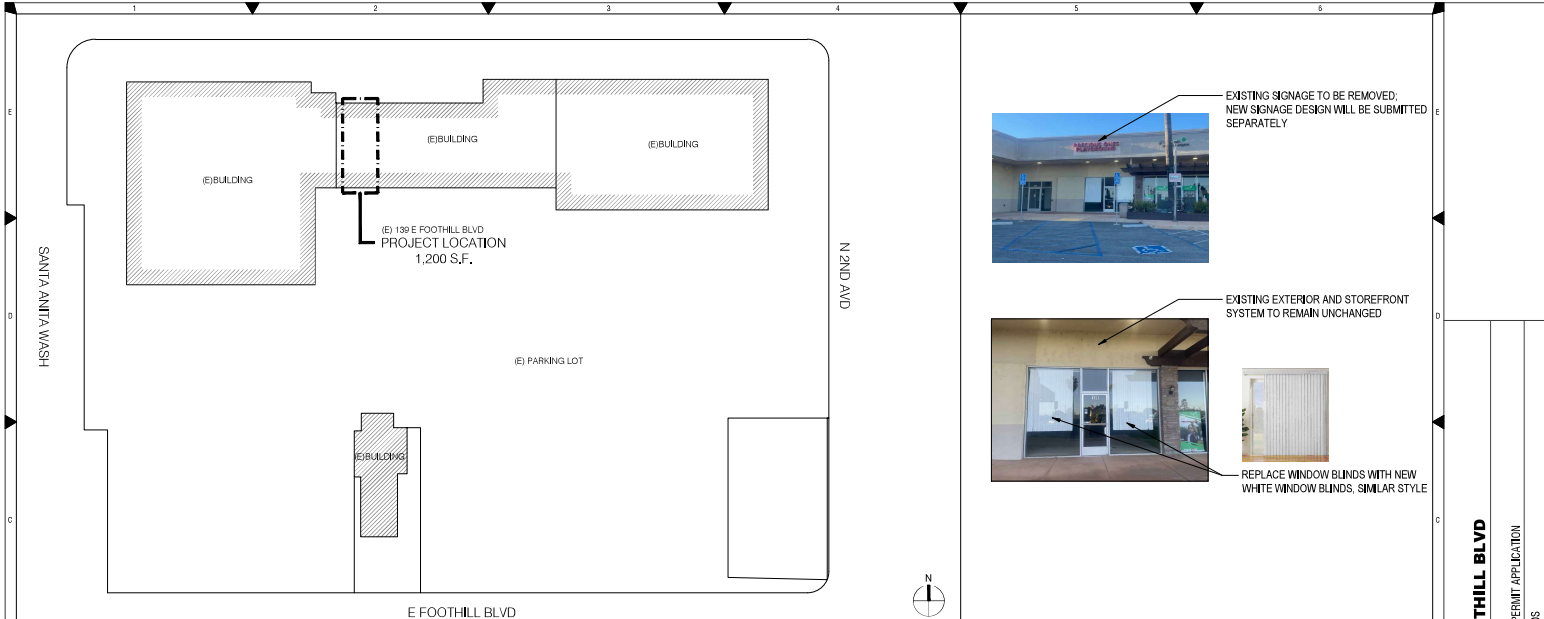 1
2
3
4
5
6
E
E
(E)BUILDING
(E)BUILDING
(E)BUILDING
(E) 139 E FOOTHILL BLVD
PROJECT LOCATION
1,200 S.F.
SANTA ANITA WASH
N 2ND AVD
D
D
(E) PARKING LOT
(E)BUILDING
C
C
E FOOTHILL BLVD
N
EXISTING SIGNAGE TO BE REMOVED;
NEW SIGNAGE DESIGN WILL BE SUBMITTED
SEPARATELY
EXISTING EXTERIOR AND STOREFRONT
SYSTEM TO REMAIN UNCHANGED
REPLACE WINDOW BLINDS WITH NEW
WHITE WINDOW BLINDS, SIMILAR STYLE
THILL BLVD
PERMIT APPLICATION